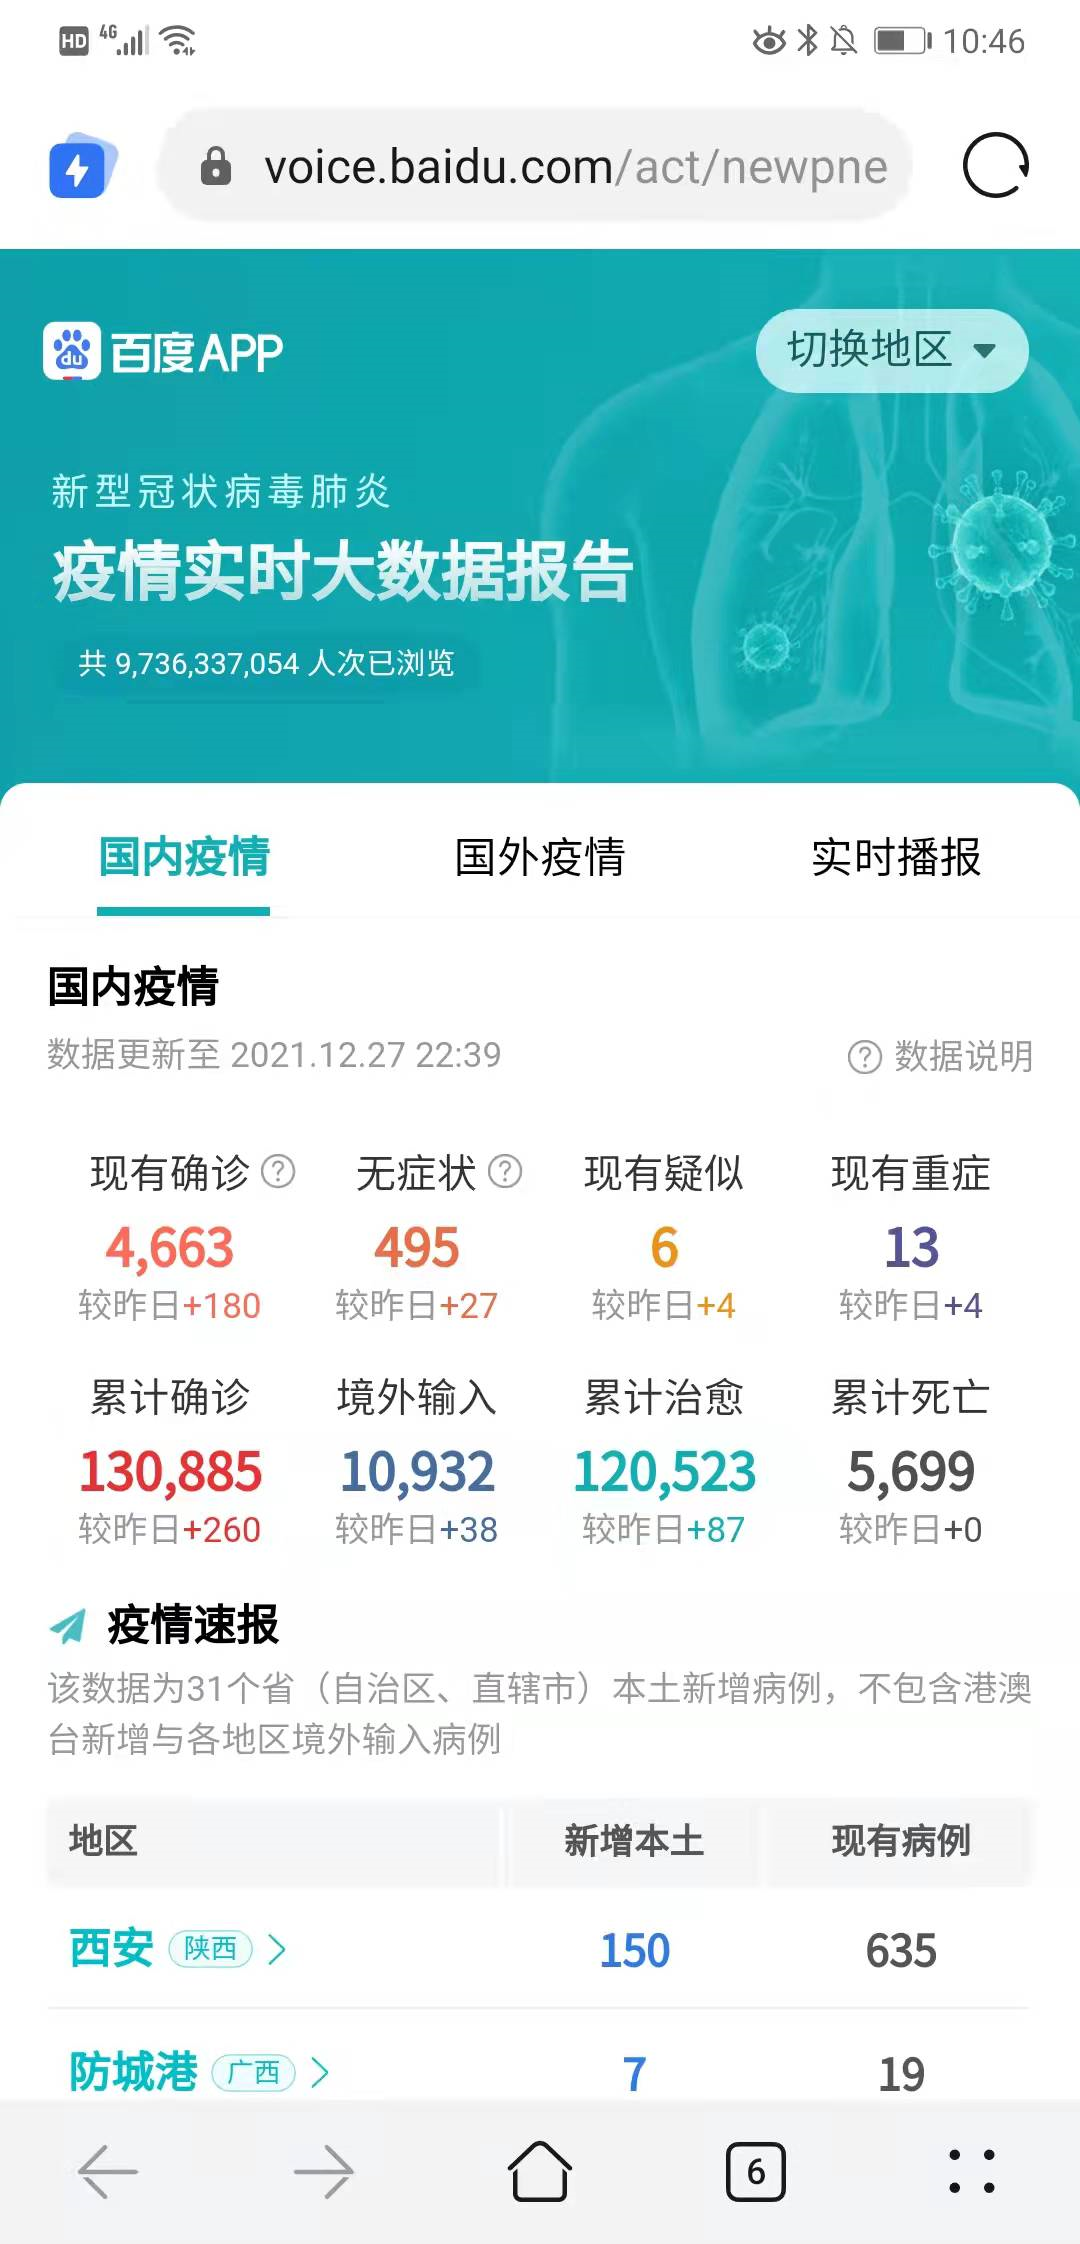 HD 4G 10:46
voice.baidu.com/act/newpne
du 百度APP 切换地区
新型冠状病毒肺炎
疫情实时大数据报告
共 9,736,337,054 人次已浏览
国内疫情 国外疫情 实时播报
国内疫情
数据更新至 2021.12.27 22:39 ? 数据说明
现有确诊 ? 无症状 ? 现有疑似 现有重症
4,663 495 6 13
较昨日+180 较昨日+27 较昨日+4 较昨日+4
累计确诊 境外输入 累计治愈 累计死亡
130,885 10,932 120,523 5,699
较昨日+260 较昨日+38 较昨日+87 较昨日+0
疫情速报
该数据为31个省（自治区、直辖市）本土新增病例，不包含港澳
台新增与各地区境外输入病例
地区 新增本土 现有病例
西安 陕西 150 635
防城港 广西 7 19
6